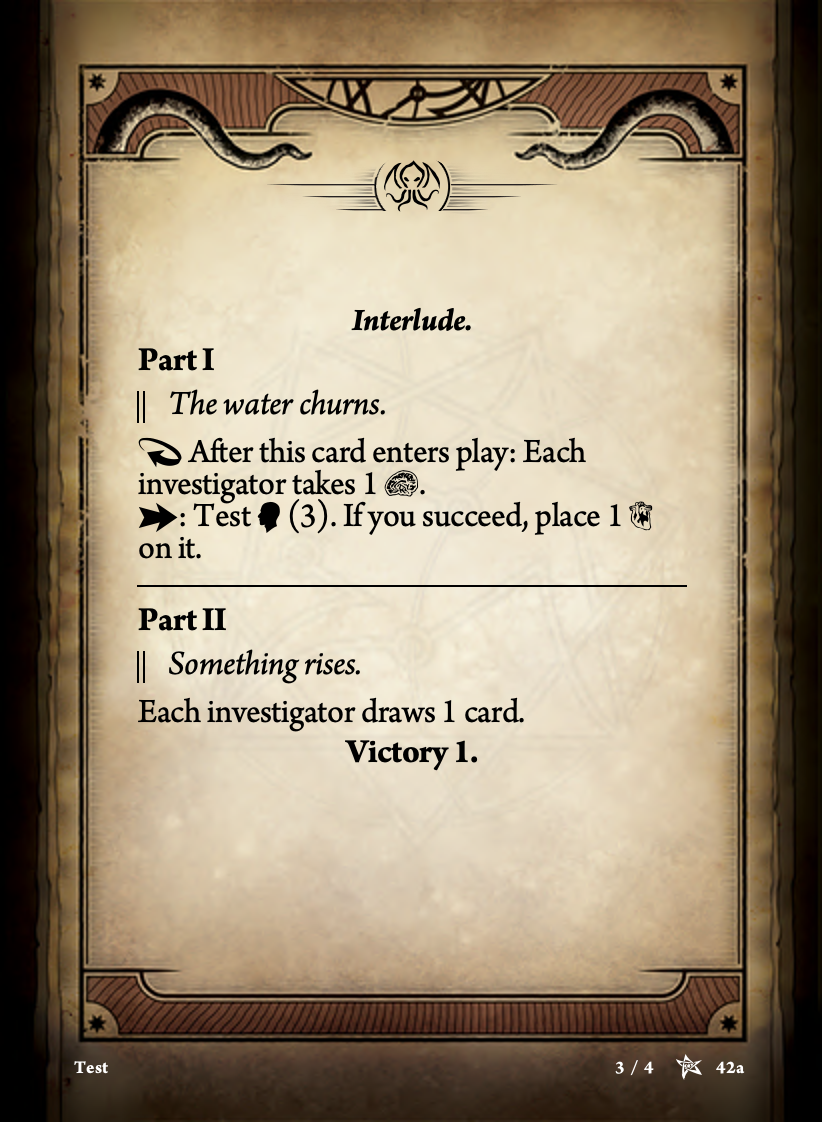 Interlude.
Part I
The water churns.
After this card enters play: Each
investigator takes 1 .
: Test (3). If you succeed, place 1
on it.
Part II
Something rises.
Each investigator draws 1 card.
Victory 1.
Test
3 / 4 42a